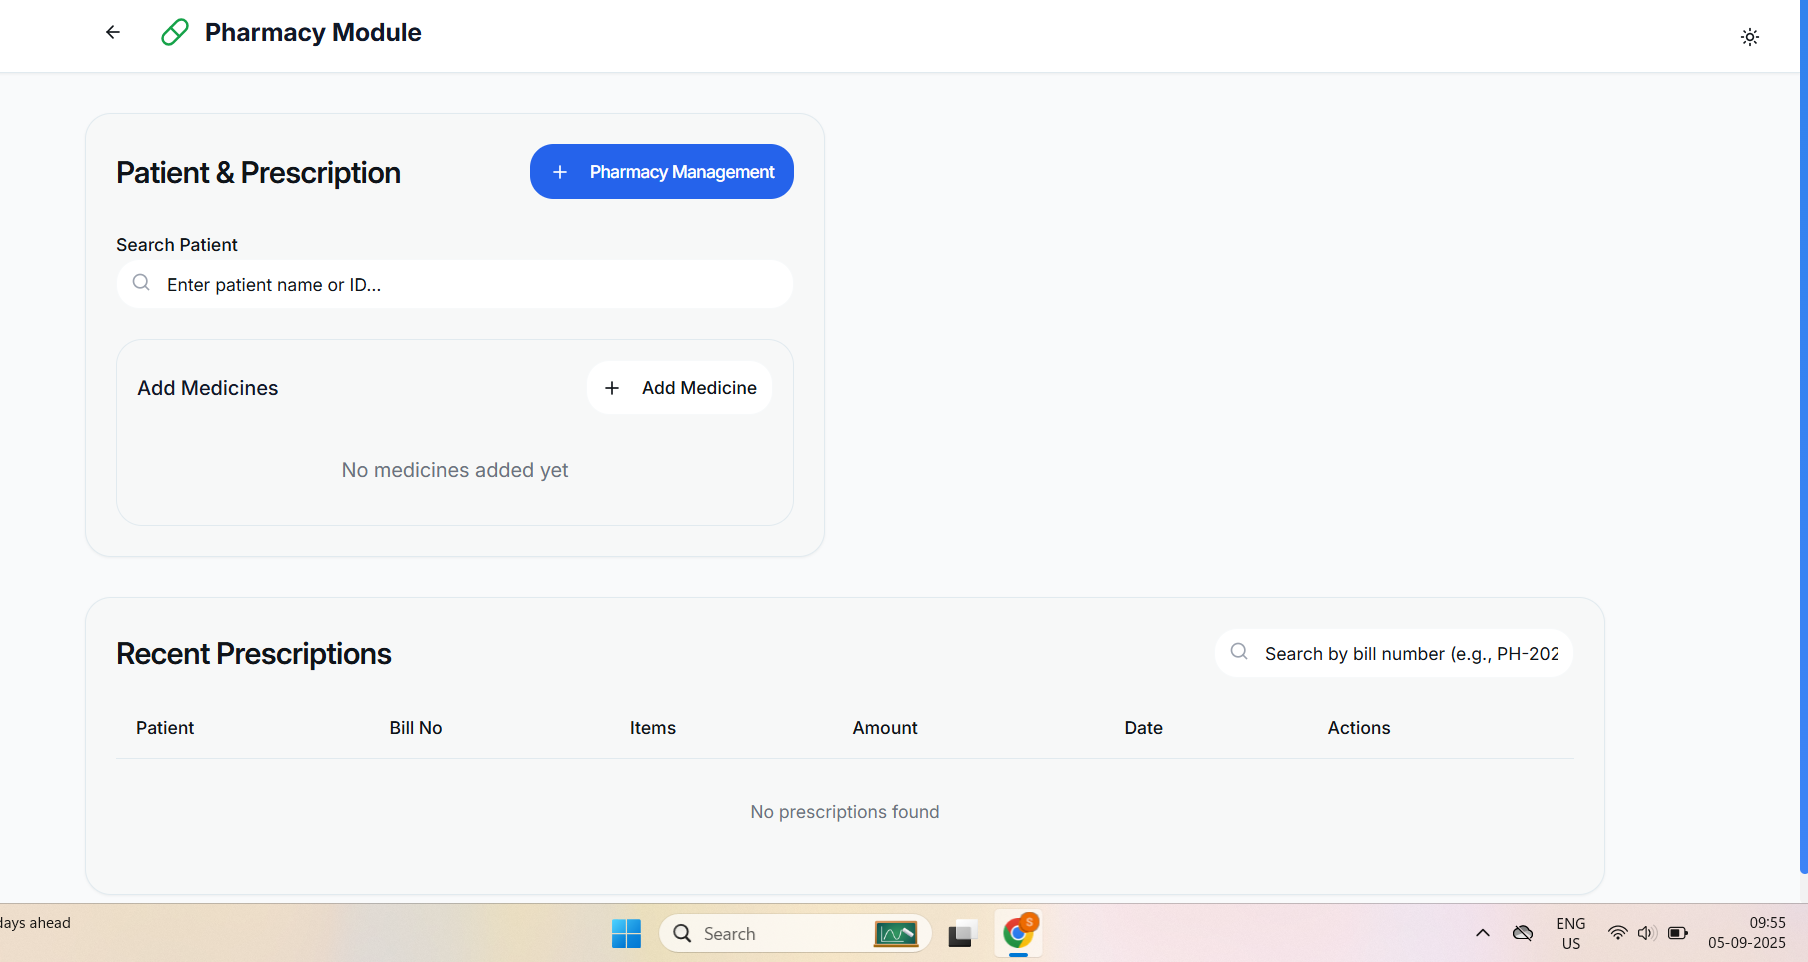 Pharmacy Module
Patient & Prescription
Pharmacy Management
Search Patient
Enter patient name or ID...
Add Medicines
Add Medicine
No medicines added yet
Recent Prescriptions
Search by bill number (e.g., PH-202
Patient Bill No Items Amount Date Actions
No prescriptions found
days ahead
Search
S
ENG
US
09:55
05-09-2025